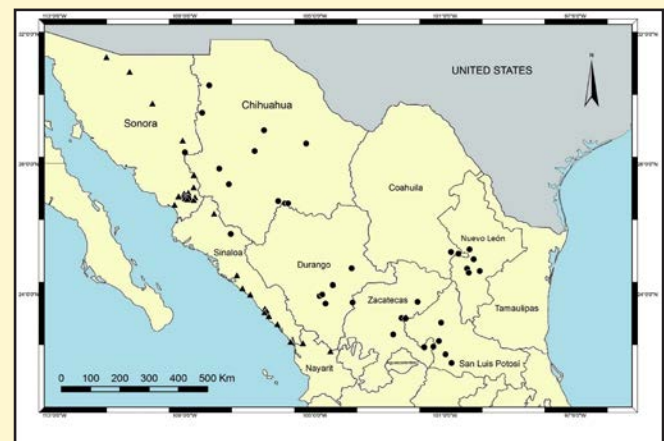 UNITED STATES
N
Sonora
Chihuahua
Coahuila
Nuevo León
Sinaloa
Durango
Zacatecas
Tamaulipas
Nayarit
San Luis Potosí
0 100 200 300 400 500 Km